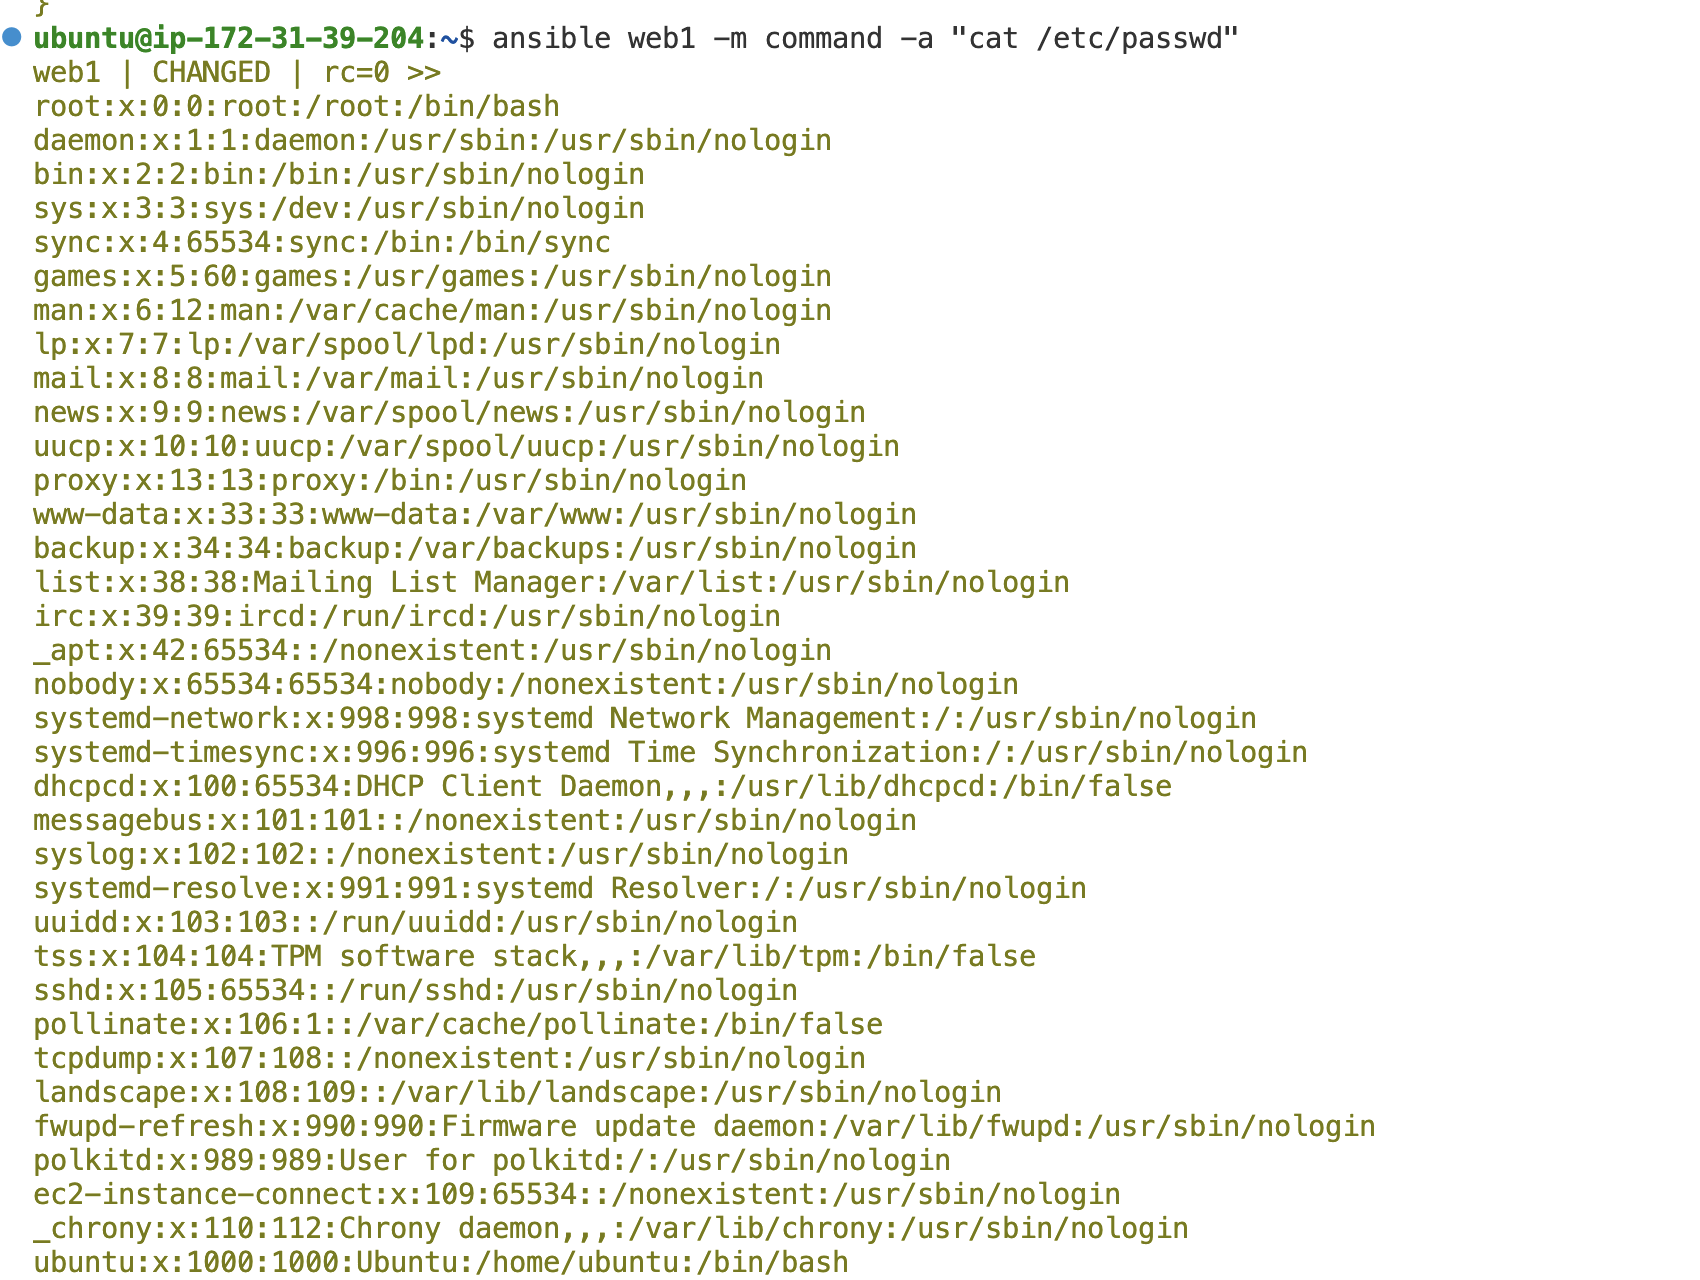 }
ubuntu@ip-172-31-39-204:~$ ansible web1 -m command -a "cat /etc/passwd"
web1 | CHANGED | rc=0 >>
root:x:0:0:root:/root:/bin/bash
daemon:x:1:1:daemon:/usr/sbin:/usr/sbin/nologin
bin:x:2:2:bin:/bin:/usr/sbin/nologin
sys:x:3:3:sys:/dev:/usr/sbin/nologin
sync:x:4:65534:sync:/bin:/bin/sync
games:x:5:60:games:/usr/games:/usr/sbin/nologin
man:x:6:12:man:/var/cache/man:/usr/sbin/nologin
lp:x:7:7:lp:/var/spool/lpd:/usr/sbin/nologin
mail:x:8:8:mail:/var/mail:/usr/sbin/nologin
news:x:9:9:news:/var/spool/news:/usr/sbin/nologin
uucp:x:10:10:uucp:/var/spool/uucp:/usr/sbin/nologin
proxy:x:13:13:proxy:/bin:/usr/sbin/nologin
www-data:x:33:33:www-data:/var/www:/usr/sbin/nologin
backup:x:34:34:backup:/var/backups:/usr/sbin/nologin
list:x:38:38:Mailing List Manager:/var/list:/usr/sbin/nologin
irc:x:39:39:ircd:/run/ircd:/usr/sbin/nologin
_apt:x:42:65534::/nonexistent:/usr/sbin/nologin
nobody:x:65534:65534:nobody:/nonexistent:/usr/sbin/nologin
systemd-network:x:998:998:systemd Network Management:/:/usr/sbin/nologin
systemd-timesync:x:996:996:systemd Time Synchronization:/:/usr/sbin/nologin
dhcpcd:x:100:65534:DHCP Client Daemon,,,:/usr/lib/dhcpcd:/bin/false
messagebus:x:101:101::/nonexistent:/usr/sbin/nologin
syslog:x:102:102::/nonexistent:/usr/sbin/nologin
systemd-resolve:x:991:991:systemd Resolver:/:/usr/sbin/nologin
uuidd:x:103:103::/run/uuidd:/usr/sbin/nologin
tss:x:104:104:TPM software stack,,,:/var/lib/tpm:/bin/false
sshd:x:105:65534::/run/sshd:/usr/sbin/nologin
pollinate:x:106:1::/var/cache/pollinate:/bin/false
tcpdump:x:107:108::/nonexistent:/usr/sbin/nologin
landscape:x:108:109::/var/lib/landscape:/usr/sbin/nologin
fwupd-refresh:x:990:990:Firmware update daemon:/var/lib/fwupd:/usr/sbin/nologin
polkitd:x:989:989:User for polkitd:/:/usr/sbin/nologin
ec2-instance-connect:x:109:65534::/nonexistent:/usr/sbin/nologin
_chrony:x:110:112:Chrony daemon,,,:/var/lib/chrony:/usr/sbin/nologin
ubuntu:x:1000:1000:Ubuntu:/home/ubuntu:/bin/bash